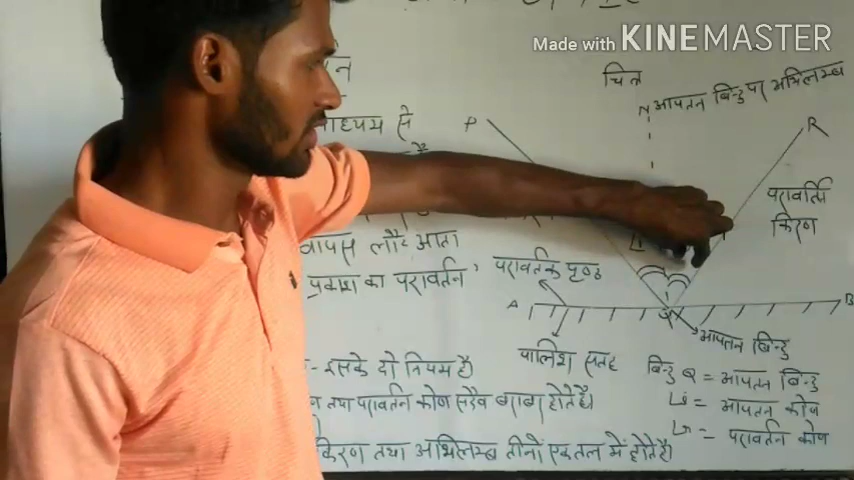 Made with KINEMASTER
चित्र
N आपतन बिन्दु पर अभिलम्ब
माध्यम से
P
R
परावर्तित
किरण
वापस लौट आता
प्रकाश का परावर्तन'
परावर्तक पृष्ठ
A
B
Q
आपतन बिन्दु
पालिश सतह
- इसके दो नियम है।
तथा परावर्तन कोण सदैव बराबर होते है।
किरण तथा अभिलम्ब तीनों एक तल में होते है।
बिन्दु Q = आपतन बिन्दु
∠i = आपतन कोण
∠r = परावर्तन कोण